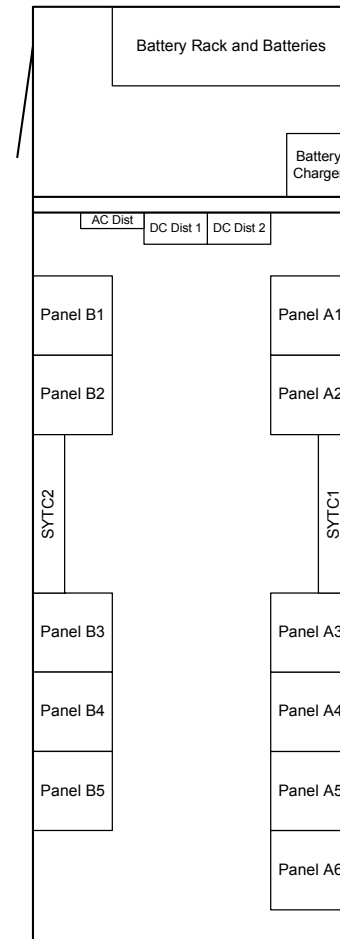 Battery Rack and Batteries
Battery
Charger
AC Dist
DC Dist 1
DC Dist 2
Panel B1
Panel A1
Panel B2
Panel A2
SYTC2
SYTC1
Panel B3
Panel A3
Panel B4
Panel A4
Panel B5
Panel A5
Panel A6